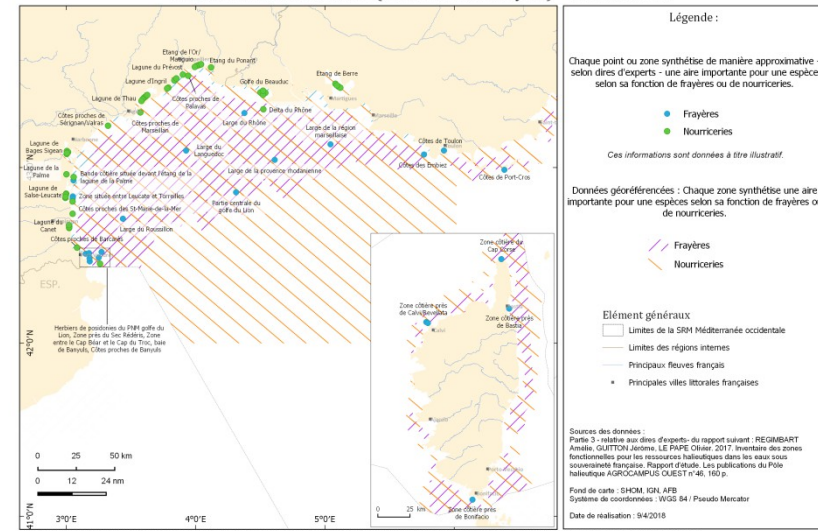 Etang de l'Or/
Mauguio
Etang du Ponant
Lagune du Prévost
Lagune d'Ingril
Golfe du Beauduc
Etang de Berre
Lagune de Thau
Côtes proches de
Palavas
Martigues
Marseille
Delta du Rhône
Côtes proches de
Sérignan/Valras
Côtes proches de
Marseillan
Large du Rhône
Large de la région
marseillaise
Côtes de Toulon
Lagune de
Bages Sigean
Large du
Languedoc
Côtes des Embiez
Large de la provence rhodanienne
Côtes de Port-Cros
Lagune de la
Palme
Bande côtière située devant l'étang de la
lagune de la Palme
Lagune de
Salse-Leucate
Zone située entre Leucate et Torreilles
Côtes proches des St-Marie-de-la-Mer
Partie centrale du
golfe du Lion
Lagune du
Canet
Large du Roussillon
Côtes proches de Barcarès
ESP.
Herbiers de posidonies du PNM golfe du
Lion, Zone près du Sec Rédéris, Zone
entre le Cap Béar et le Cap du Troc, baie
de Banyuls, Côtes proches de Banyuls
Zone côtière du
Cap Corse
Zone côtière près
de Calvi/Revellata
Calvi
Zone côtière près
de Bastia
Zone côtière près de
Bonifacio
0 25 50 km
0 12 24 nm
0 25 km
42°0'N
41°0'N
3°0'E
4°0'E
5°0'E
Légende :
Chaque point ou zone synthétise de manière approximative -
selon dires d'experts - une aire importante pour une espèce
selon sa fonction de frayères ou de nourriceries.
Frayères
Nourriceries
Ces informations sont données à titre illustratif.
Données géoréférencées : Chaque zone synthétise une aire
importante pour une espèces selon sa fonction de frayères ou
de nourriceries.
Frayères
Nourriceries
Elément généraux
Limites de la SRM Méditerranée occidentale
Limites des régions internes
Principaux fleuves français
Principales villes littorales françaises
Sources des données :
Partie 3 - relative aux dires d'experts- du rapport suivant : REGIMBART
Amélie, GUITTON Jérôme, LE PAPE Olivier. 2017. Inventaire des zones
fonctionnelles pour les ressources halieutiques dans les eaux sous
souveraineté française. Rapport d'étude. Les publications du Pôle
halieutique AGROCAMPUS OUEST n°46, 160 p.
Fond de carte : SHOM, IGN, AFB
Système de coordonnées : WGS 84 / Pseudo Mercator
Date de réalisation : 9/4/2018